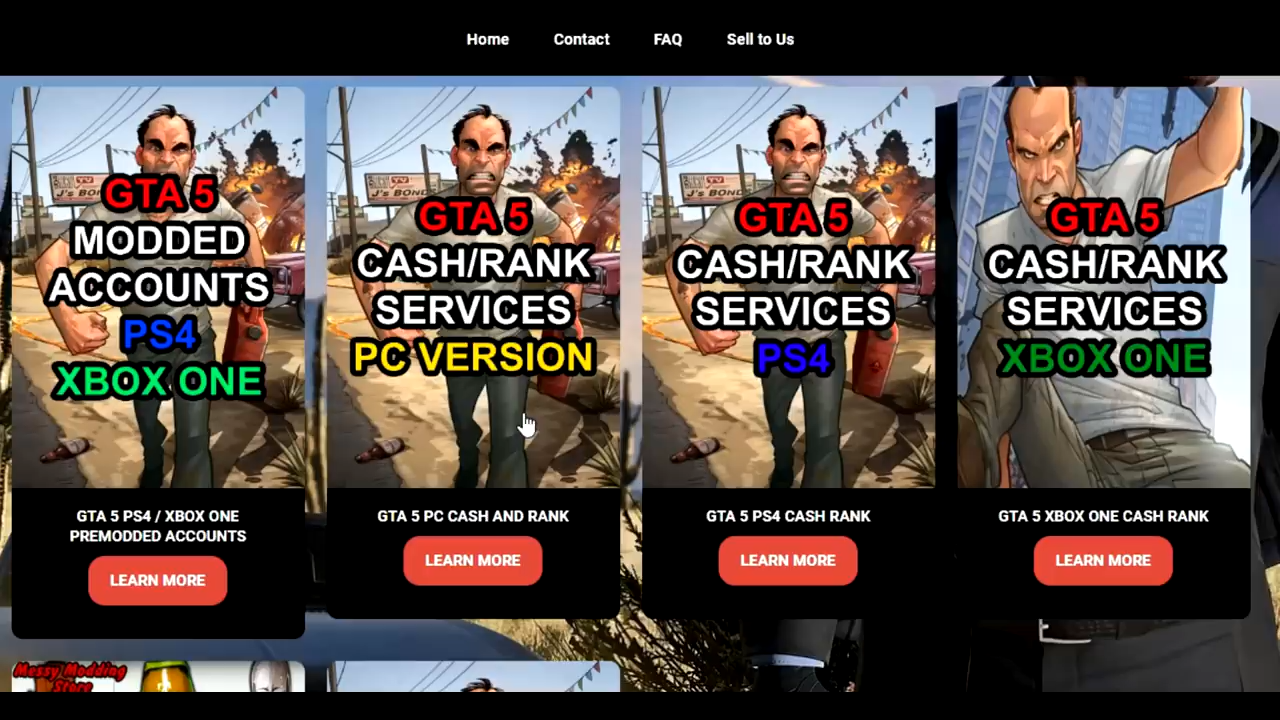 Home Contact FAQ Sell to Us
GTA 5
MODDED
ACCOUNTS
PS4
XBOX ONE
GTA 5 PS4 / XBOX ONE
PREMODDED ACCOUNTS
LEARN MORE
GTA 5
CASH/RANK
SERVICES
PC VERSION
GTA 5 PC CASH AND RANK
LEARN MORE
GTA 5
CASH/RANK
SERVICES
PS4
GTA 5 PS4 CASH RANK
LEARN MORE
GTA 5
CASH/RANK
SERVICES
XBOX ONE
GTA 5 XBOX ONE CASH RANK
LEARN MORE
Messy Modding
Store